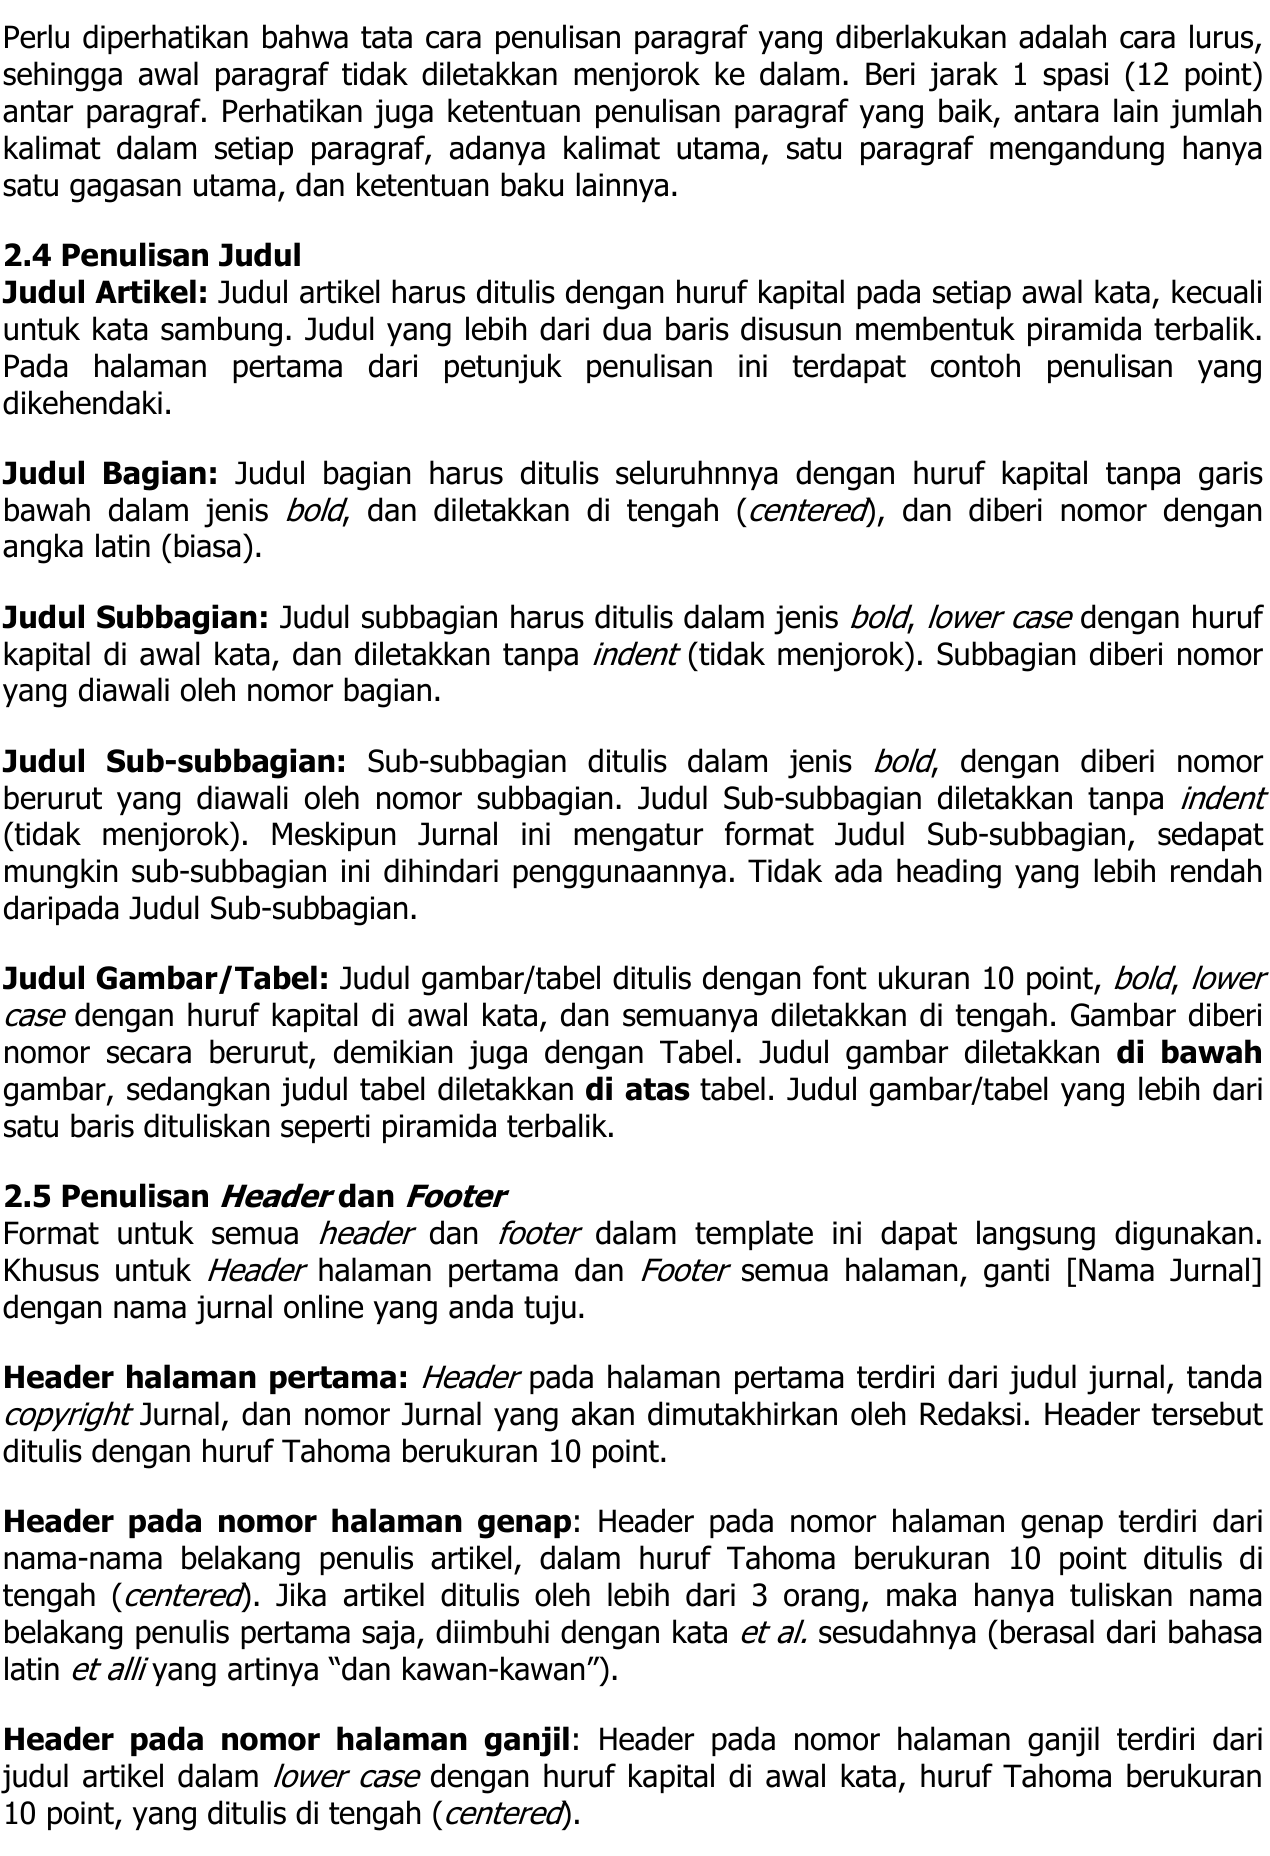 Perlu diperhatikan bahwa tata cara penulisan paragraf yang diberlakukan adalah cara lurus,
sehingga awal paragraf tidak diletakkan menjorok ke dalam. Beri jarak 1 spasi (12 point)
antar paragraf. Perhatikan juga ketentuan penulisan paragraf yang baik, antara lain jumlah
kalimat dalam setiap paragraf, adanya kalimat utama, satu paragraf mengandung hanya
satu gagasan utama, dan ketentuan baku lainnya.
2.4 Penulisan Judul
Judul Artikel: Judul artikel harus ditulis dengan huruf kapital pada setiap awal kata, kecuali
untuk kata sambung. Judul yang lebih dari dua baris disusun membentuk piramida terbalik.
Pada halaman pertama dari petunjuk penulisan ini terdapat contoh penulisan yang
dikehendaki.
Judul Bagian: Judul bagian harus ditulis seluruhnnya dengan huruf kapital tanpa garis
bawah dalam jenis bold, dan diletakkan di tengah (centered), dan diberi nomor dengan
angka latin (biasa).
Judul Subbagian: Judul subbagian harus ditulis dalam jenis bold, lower case dengan huruf
kapital di awal kata, dan diletakkan tanpa indent (tidak menjorok). Subbagian diberi nomor
yang diawali oleh nomor bagian.
Judul Sub-subbagian: Sub-subbagian ditulis dalam jenis bold, dengan diberi nomor
berurut yang diawali oleh nomor subbagian. Judul Sub-subbagian diletakkan tanpa indent
(tidak menjorok). Meskipun Jurnal ini mengatur format Judul Sub-subbagian, sedapat
mungkin sub-subbagian ini dihindari penggunaannya. Tidak ada heading yang lebih rendah
daripada Judul Sub-subbagian.
Judul Gambar/Tabel: Judul gambar/tabel ditulis dengan font ukuran 10 point, bold, lower
case dengan huruf kapital di awal kata, dan semuanya diletakkan di tengah. Gambar diberi
nomor secara berurut, demikian juga dengan Tabel. Judul gambar diletakkan di bawah
gambar, sedangkan judul tabel diletakkan di atas tabel. Judul gambar/tabel yang lebih dari
satu baris dituliskan seperti piramida terbalik.
2.5 Penulisan Header dan Footer
Format untuk semua header dan footer dalam template ini dapat langsung digunakan.
Khusus untuk Header halaman pertama dan Footer semua halaman, ganti [Nama Jurnal]
dengan nama jurnal online yang anda tuju.
Header halaman pertama: Header pada halaman pertama terdiri dari judul jurnal, tanda
copyright Jurnal, dan nomor Jurnal yang akan dimutakhirkan oleh Redaksi. Header tersebut
ditulis dengan huruf Tahoma berukuran 10 point.
Header pada nomor halaman genap: Header pada nomor halaman genap terdiri dari
nama-nama belakang penulis artikel, dalam huruf Tahoma berukuran 10 point ditulis di
tengah (centered). Jika artikel ditulis oleh lebih dari 3 orang, maka hanya tuliskan nama
belakang penulis pertama saja, diimbuhi dengan kata et al. sesudahnya (berasal dari bahasa
latin et alli yang artinya “dan kawan-kawan”).
Header pada nomor halaman ganjil: Header pada nomor halaman ganjil terdiri dari
judul artikel dalam lower case dengan huruf kapital di awal kata, huruf Tahoma berukuran
10 point, yang ditulis di tengah (centered).